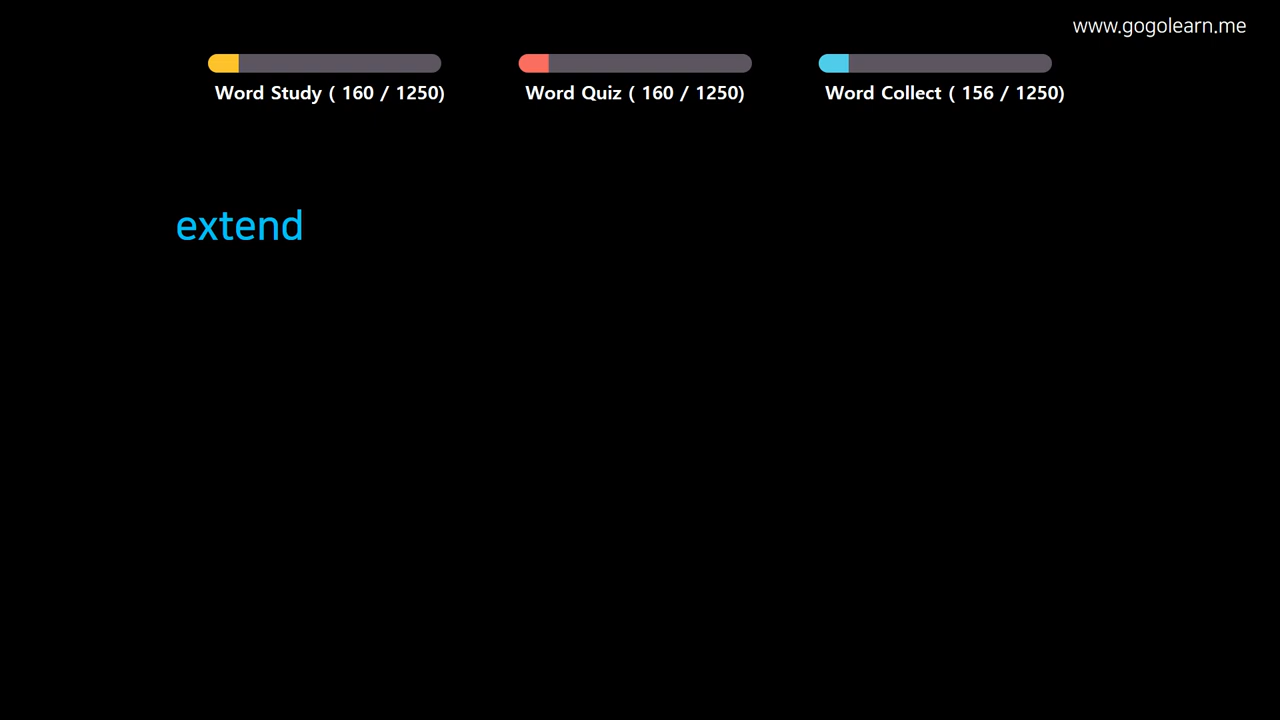 www.gogolearn.me
Word Study ( 160 / 1250)
Word Quiz ( 160 / 1250)
Word Collect ( 156 / 1250)
extend